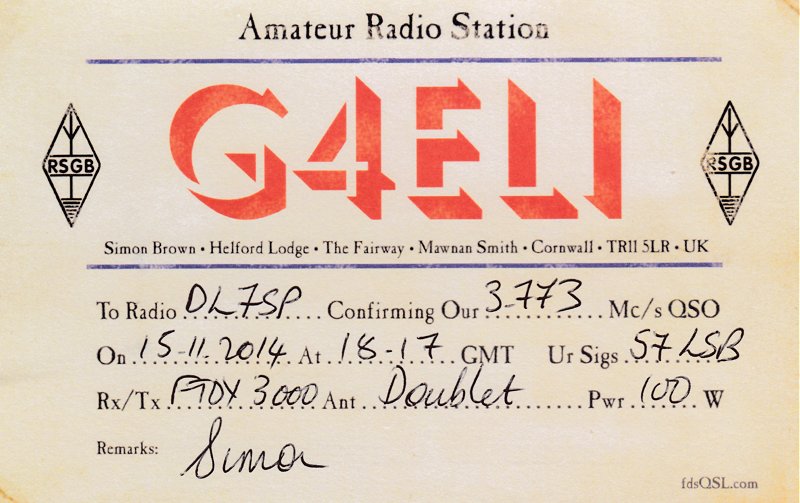 Amateur Radio Station
G4ELI
RSGB
RSGB
Simon Brown • Helford Lodge • The Fairway • Mawnan Smith • Cornwall • TR11 5LR • UK
To Radio DL7SP Confirming Our 3-773 Mc/s QSO
On 15-11-2014 At 18-17 GMT Ur Sigs 57 LSB
Rx/Tx FTDX 3000 Ant Doublet Pwr 100 W
Remarks: Simon
fdsQSL.com